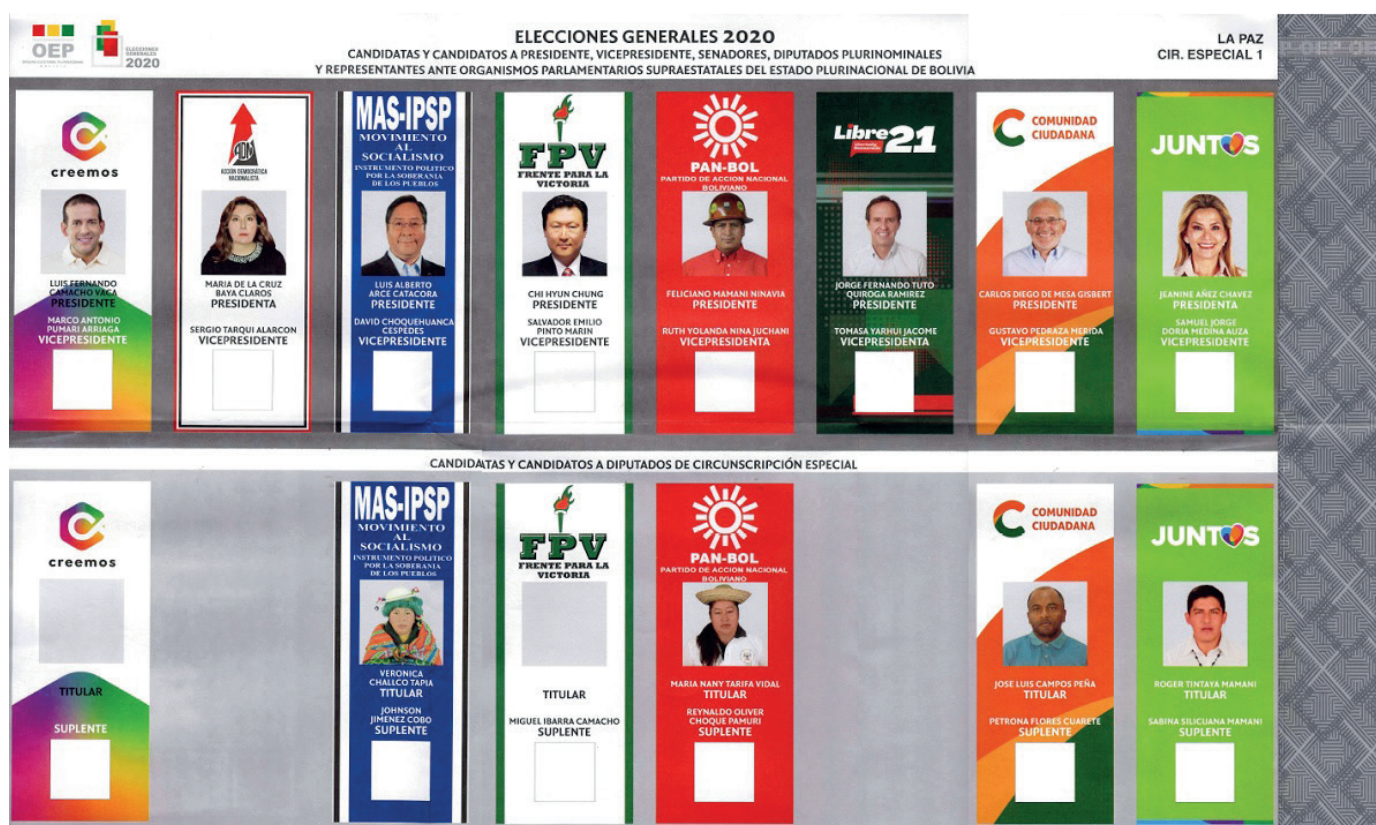 OEP
ELECCIONES
GENERALES
2020
ELECCIONES GENERALES 2020
CANDIDATAS Y CANDIDATOS A PRESIDENTE, VICEPRESIDENTE, SENADORES, DIPUTADOS PLURINOMINALES
Y REPRESENTANTES ANTE ORGANISMOS PARLAMENTARIOS SUPRAESTATALES DEL ESTADO PLURINACIONAL DE BOLIVIA
LA PAZ
CIR. ESPECIAL 1
creemos
LUIS FERNANDO
CAMACHO VACA
PRESIDENTE
MARCO ANTONIO
PUMARI ARRIAGA
VICEPRESIDENTE
ADN
ACCIÓN DEMOCRÁTICA
NACIONALISTA
MARIA DE LA CRUZ
BAYA CLAROS
PRESIDENTA
SERGIO TARQUI ALARCON
VICEPRESIDENTE
MAS-IPSP
MOVIMIENTO
AL
SOCIALISMO
INSTRUMENTO POLITICO
POR LA SOBERANIA
DE LOS PUEBLOS
LUIS ALBERTO
ARCE CATACORA
PRESIDENTE
DAVID CHOQUEHUANCA
CESPEDES
VICEPRESIDENTE
FPV
FRENTE PARA LA
VICTORIA
CHI HYUN CHUNG
PRESIDENTE
SALVADOR EMILIO
PINTO MARIN
VICEPRESIDENTE
PAN-BOL
PARTIDO DE ACCION NACIONAL
BOLIVIANO
FELICIANO MAMANI NINAVIA
PRESIDENTE
RUTH YOLANDA NINA JUCHANI
VICEPRESIDENTA
Libre21
JORGE FERNANDO TUTO
QUIROGA RAMIREZ
PRESIDENTE
TOMASA YARHUI JACOME
VICEPRESIDENTA
COMUNIDAD
CIUDADANA
CARLOS DIEGO DE MESA GISBERT
PRESIDENTE
GUSTAVO PEDRAZA MERIDA
VICEPRESIDENTE
JUNTOS
JEANINE AÑEZ CHAVEZ
PRESIDENTA
SAMUEL JORGE
DORIA MEDINA AUZA
VICEPRESIDENTE
CANDIDATAS Y CANDIDATOS A DIPUTADOS DE CIRCUNSCRIPCIÓN ESPECIAL
creemos
TITULAR
SUPLENTE
MAS-IPSP
MOVIMIENTO
AL
SOCIALISMO
INSTRUMENTO POLITICO
POR LA SOBERANIA
DE LOS PUEBLOS
VERONICA
CHALLCO TAPIA
TITULAR
JOHNSON
JIMENEZ COBO
SUPLENTE
FPV
FRENTE PARA LA
VICTORIA
TITULAR
MIGUEL IBARRA CAMACHO
SUPLENTE
PAN-BOL
PARTIDO DE ACCION NACIONAL
BOLIVIANO
MARIA NANY TARIFA VIDAL
TITULAR
REYNALDO OLIVER
CHOQUE PAMURI
SUPLENTE
COMUNIDAD
CIUDADANA
JOSE LUIS CAMPOS PEÑA
TITULAR
PETRONA FLORES CUARETE
SUPLENTE
JUNTOS
ROGER TINTAYA MAMANI
TITULAR
SABINA SILICUANA MAMANI
SUPLENTE